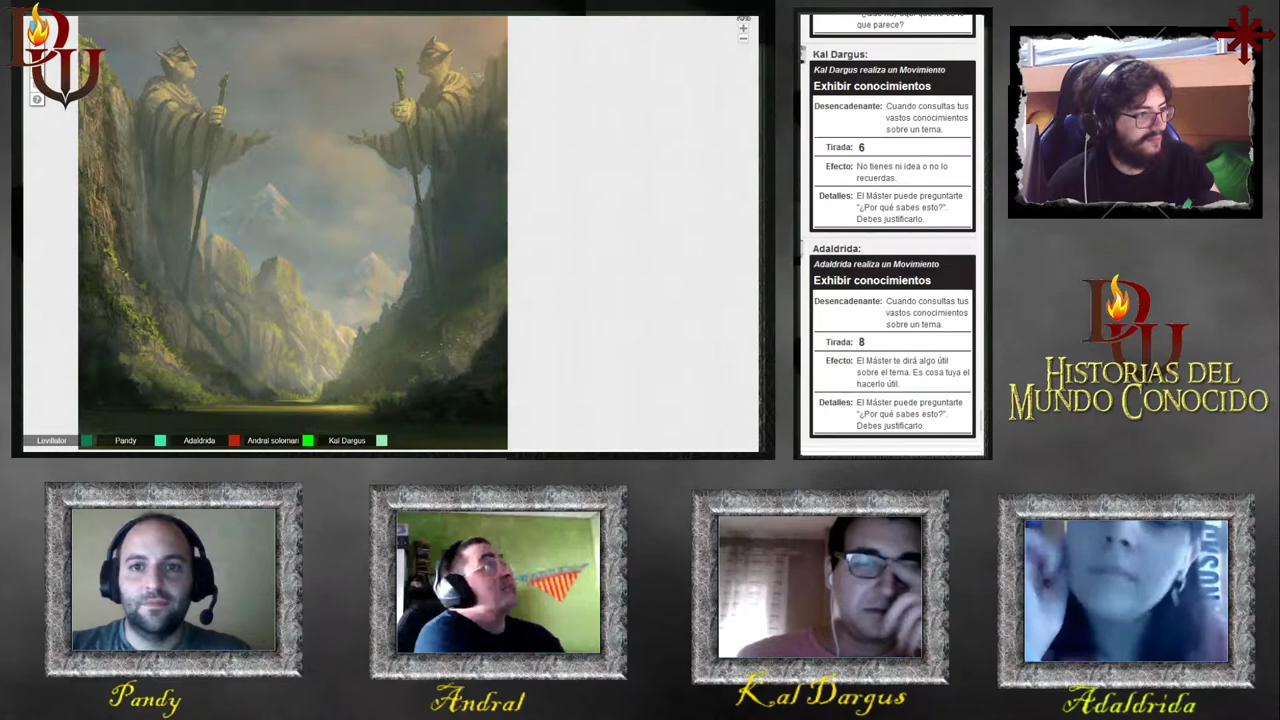 DU
70%
+
-
?
Levillator
Pandy
Adaldrida
Andral solomari
Kal Dargus
que parece?
Kal Dargus:
Kal Dargus realiza un Movimiento
Exhibir conocimientos
Desencadenante: Cuando consultas tus
vastos conocimientos
sobre un tema.
Tirada: 6
Efecto: No tienes ni idea o no lo
recuerdas.
Detalles: El Máster puede preguntarte
"¿Por qué sabes esto?".
Debes justificarlo.
Adaldrida:
Adaldrida realiza un Movimiento
Exhibir conocimientos
Desencadenante: Cuando consultas tus
vastos conocimientos
sobre un tema.
Tirada: 8
Efecto: El Máster te dirá algo útil
sobre el tema. Es cosa tuya el
hacerlo útil.
Detalles: El Máster puede preguntarte
"¿Por qué sabes esto?".
Debes justificarlo.
DU
Historias del
Mundo Conocido
Pandy
Andral
Kal Dargus
Adaldrida